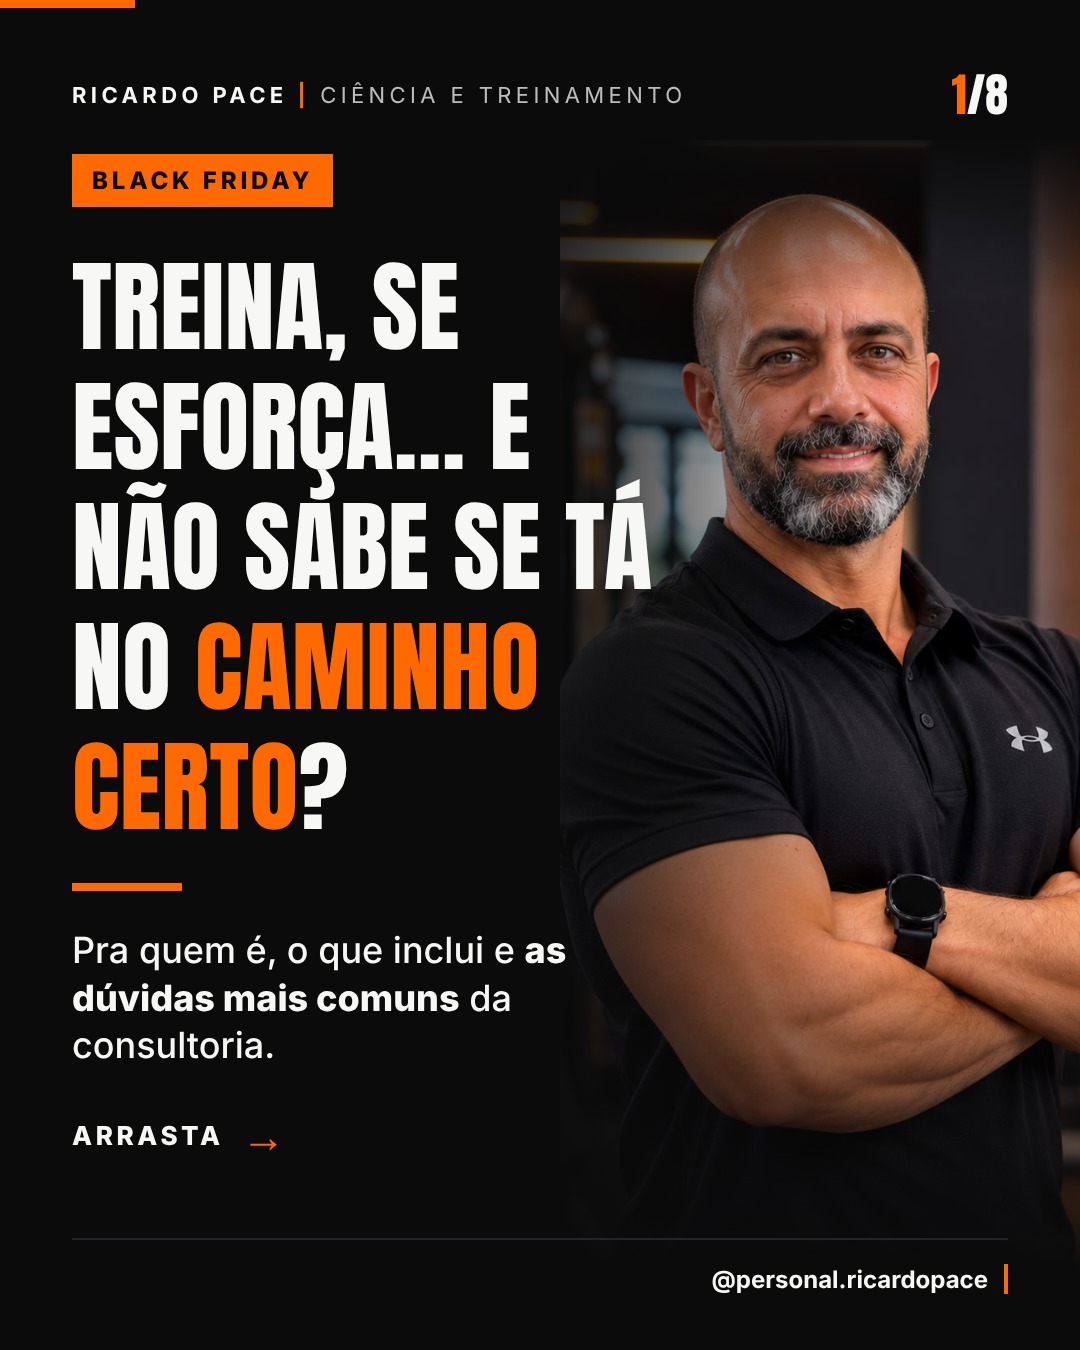 RICARDO PACE | CIÊNCIA E TREINAMENTO
1/8
BLACK FRIDAY
TREINA, SE
ESFORÇA... E
NÃO SABE SE TÁ
NO CAMINHO
CERTO?
Pra quem é, o que inclui e as
dúvidas mais comuns da
consultoria.
ARRASTA →
@personal.ricardopace